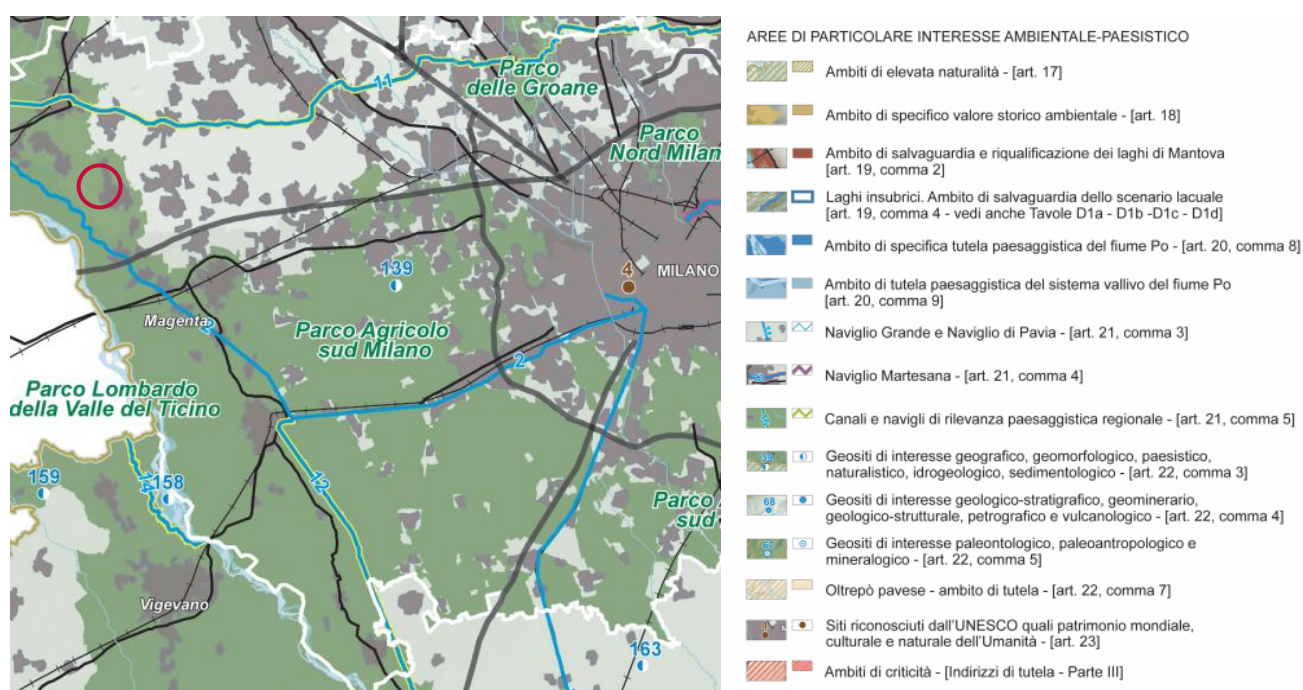 11
Parco
delle Groane
Parco
Nord Milan
139
4
MILANO
Magenta
2
Parco Agricolo
sud Milano
2
Parco Lombardo
della Valle del Ticino
159
158
14
12
Parco
sud
Vigevano
163
AREE DI PARTICOLARE INTERESSE AMBIENTALE-PAESISTICO
Ambiti di elevata naturalità - [art. 17]
Ambito di specifico valore storico ambientale - [art. 18]
Ambito di salvaguardia e riqualificazione dei laghi di Mantova
[art. 19, comma 2]
Laghi insubrici. Ambito di salvaguardia dello scenario lacuale
[art. 19, comma 4 - vedi anche Tavole D1a - D1b -D1c - D1d]
Ambito di specifica tutela paesaggistica del fiume Po - [art. 20, comma 8]
Ambito di tutela paesaggistica del sistema vallivo del fiume Po
[art. 20, comma 9]
Naviglio Grande e Naviglio di Pavia - [art. 21, comma 3]
Naviglio Martesana - [art. 21, comma 4]
Canali e navigli di rilevanza paesaggistica regionale - [art. 21, comma 5]
39
Geositi di interesse geografico, geomorfologico, paesistico,
naturalistico, idrogeologico, sedimentologico - [art. 22, comma 3]
68
Geositi di interesse geologico-stratigrafico, geominerario,
geologico-strutturale, petrografico e vulcanologico - [art. 22, comma 4]
67
Geositi di interesse paleontologico, paleoantropologico e
mineralogico - [art. 22, comma 5]
Oltrepò pavese - ambito di tutela - [art. 22, comma 7]
4
Siti riconosciuti dall'UNESCO quali patrimonio mondiale,
culturale e naturale dell'Umanità - [art. 23]
Ambiti di criticità - [Indirizzi di tutela - Parte III]